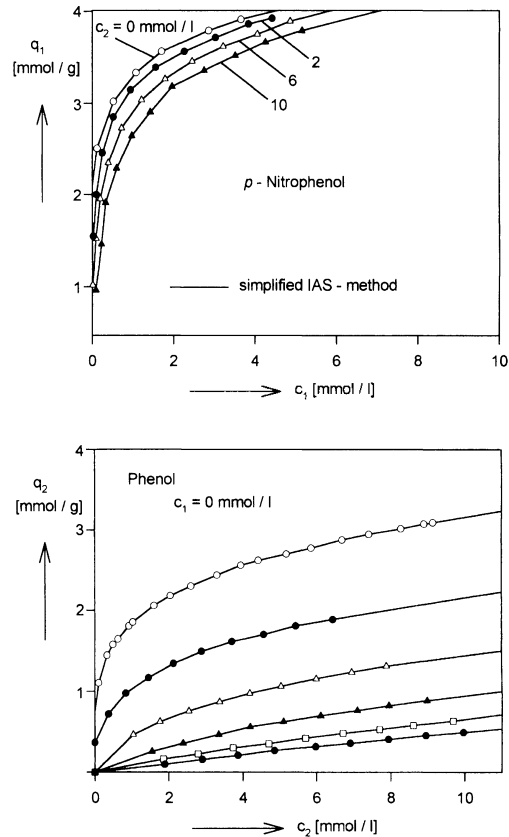 4
q1
[mmol / g]
c2 = 0 mmol / l
2
6
10
3
p - Nitrophenol
2
simplified IAS - method
1
0 2 4 6 8 10
c1 [mmol / l]
4
q2
[mmol / g]
Phenol
c1 = 0 mmol / l
3
2
1
0 2 4 6 8 10
c2 [mmol / l]